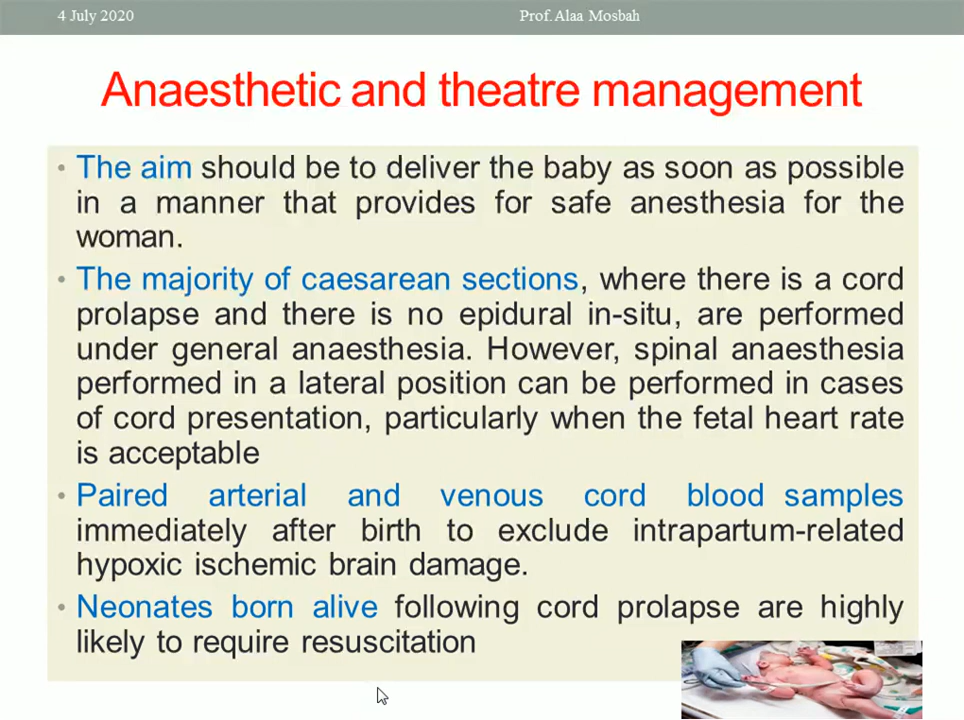 4 July 2020
Prof.Alaa Mosbah
Anaesthetic and theatre management
• The aim should be to deliver the baby as soon as possible
in a manner that provides for safe anesthesia for the
woman.
• The majority of caesarean sections, where there is a cord
prolapse and there is no epidural in-situ, are performed
under general anaesthesia. However, spinal anaesthesia
performed in a lateral position can be performed in cases
of cord presentation, particularly when the fetal heart rate
is acceptable
• Paired arterial and venous cord blood samples
immediately after birth to exclude intrapartum-related
hypoxic ischemic brain damage.
• Neonates born alive following cord prolapse are highly
likely to require resuscitation